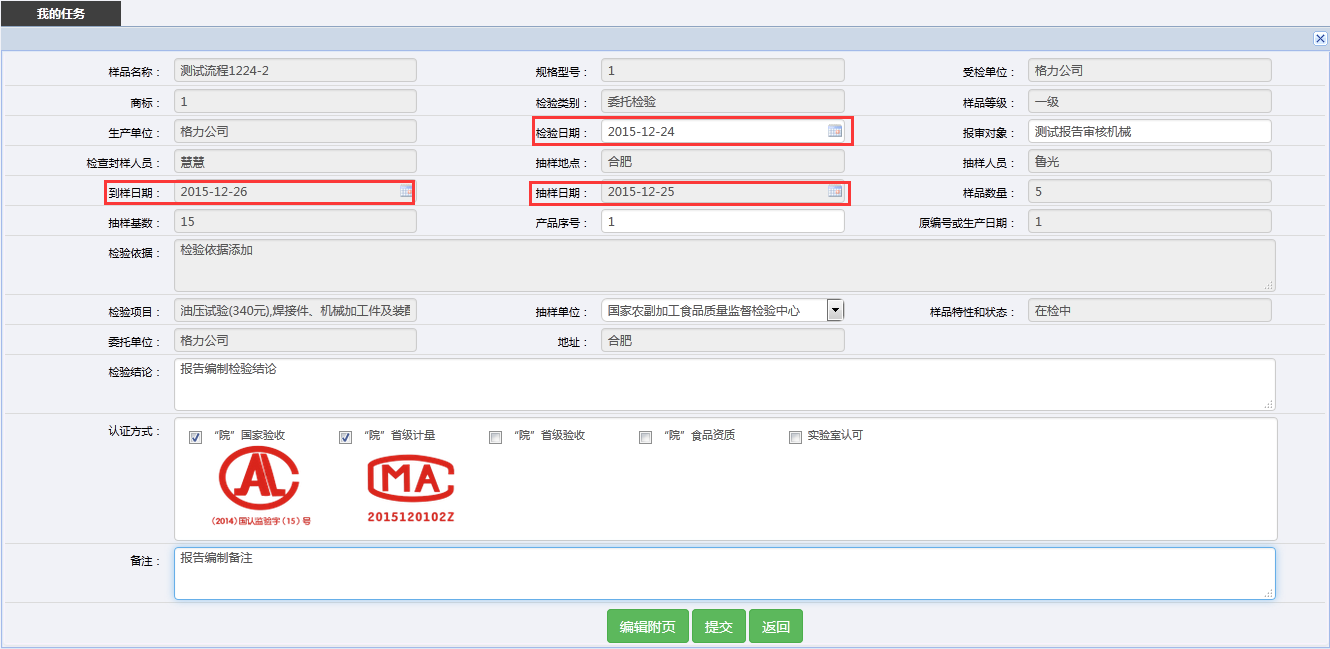 我的任务
样品名称： 测试流程1224-2 规格型号： 1 受检单位： 格力公司
商标： 1 检验类别： 委托检验 样品等级： 一级
生产单位： 格力公司 检验日期： 2015-12-24 报审对象： 测试报告审核机械
检查封样人员： 慧慧 抽样地点： 合肥 抽样人员： 鲁光
到样日期： 2015-12-26 抽样日期： 2015-12-25 样品数量： 5
抽样基数： 15 产品序号： 1 原编号或生产日期： 1
检验依据： 检验依据添加
检验项目： 油压试验(340元),焊接件、机械加工件及装配 抽样单位： 国家农副加工食品质量监督检验中心 样品特性和状态： 在检中
委托单位： 格力公司 地址： 合肥
检验结论： 报告编制检验结论
认证方式： “院”国家验收 “院”省级计量 “院”省级验收 “院”食品资质 实验室认可
CAL MA
(2014)国认监验字(15)号 2015120102Z
备注： 报告编制备注
编辑附页 提交 返回